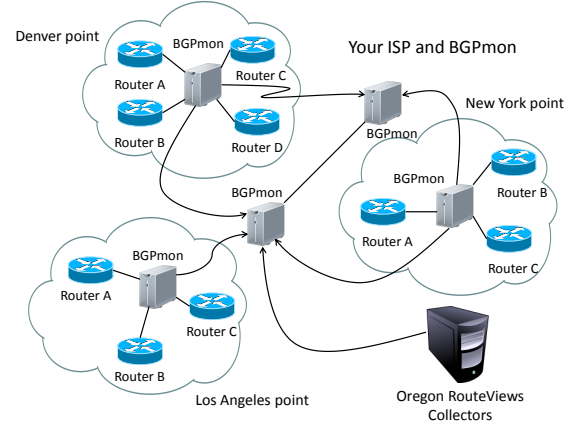 Denver point
BGPmon
Router A
Router C
Router B
Router D
Your ISP and BGPmon
BGPmon
New York point
BGPmon
Router B
Router A
Router C
BGPmon
BGPmon
Router A
Router C
Router B
Los Angeles point
Oregon RouteViews
Collectors